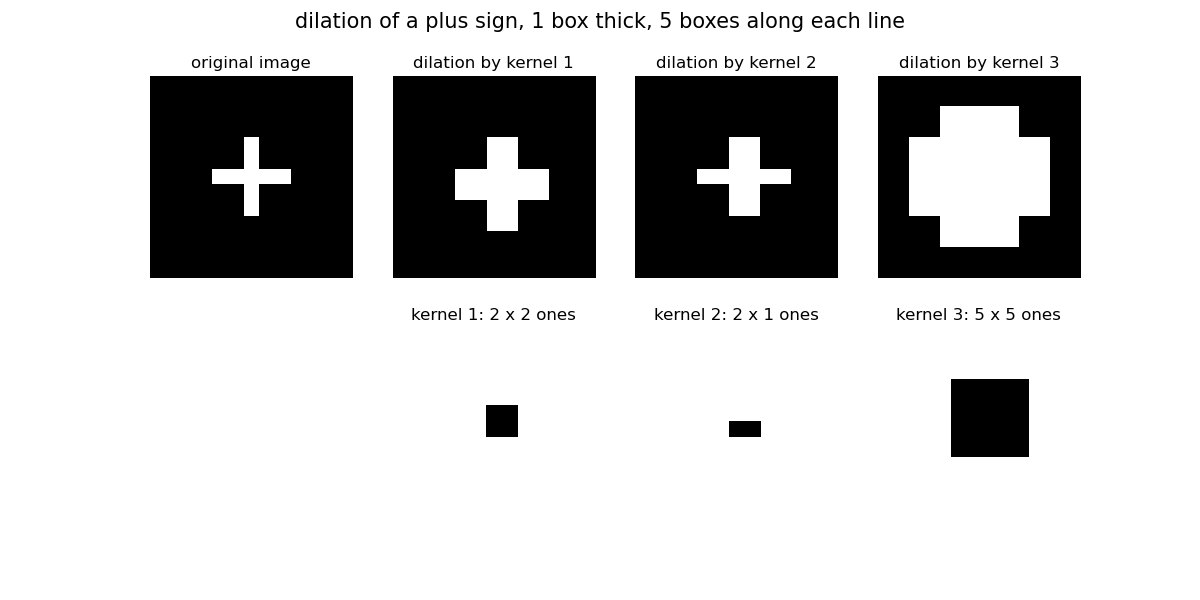 dilation of a plus sign, 1 box thick, 5 boxes along each line
original image
dilation by kernel 1
dilation by kernel 2
dilation by kernel 3
kernel 1: 2 x 2 ones
kernel 2: 2 x 1 ones
kernel 3: 5 x 5 ones